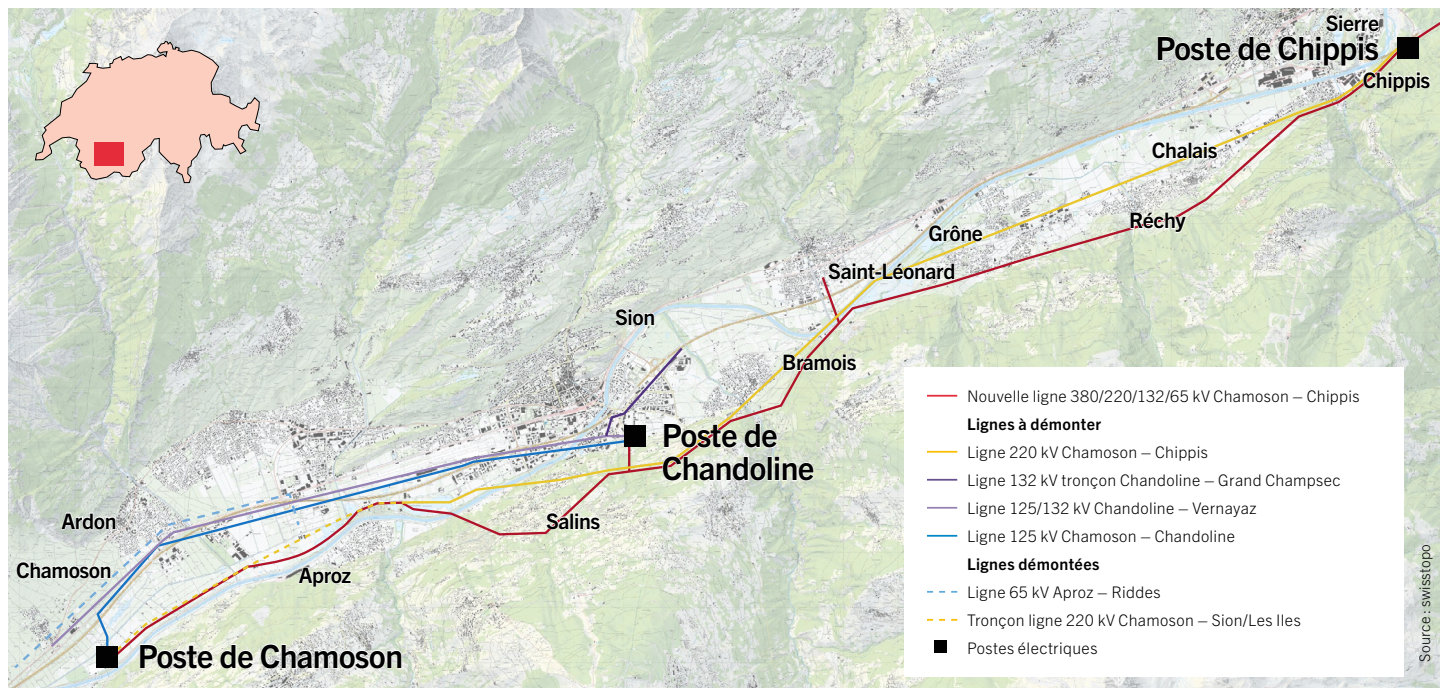 Sierre
Poste de Chippis
Chippis
Chalais
Réchy
Grône
Saint-Léonard
Sion
Bramois
Poste de
Chandoline
Ardon
Salins
Chamoson
Aproz
Poste de Chamoson
Nouvelle ligne 380/220/132/65 kV Chamoson – Chippis
Lignes à démonter
Ligne 220 kV Chamoson – Chippis
Ligne 132 kV tronçon Chandoline – Grand Champsec
Ligne 125/132 kV Chandoline – Vernayaz
Ligne 125 kV Chamoson – Chandoline
Lignes démontées
Ligne 65 kV Aproz – Riddes
Tronçon ligne 220 kV Chamoson – Sion/Les Iles
Postes électriques
Source : swisstopo